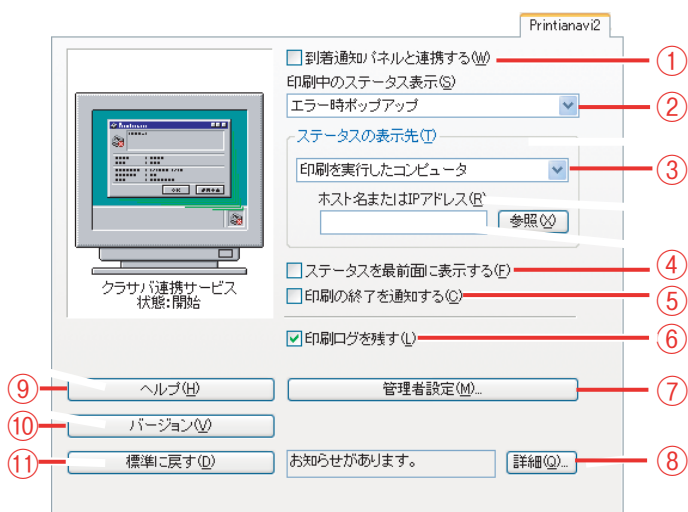 Printianavi2
到着通知パネルと連携する(W)
①
印刷中のステータス表示(S)
エラー時ポップアップ
②
ステータスの表示先(T)
印刷を実行したコンピュータ
③
ホスト名またはIPアドレス(R)
参照(X)
ステータスを最前面に表示する(F)
④
クラサバ連携サービス
状態:開始
印刷の終了を通知する(C)
⑤
印刷ログを残す(L)
⑥
⑨
ヘルプ(H)
管理者設定(M)...
⑦
⑩
バージョン(V)
⑪
標準に戻す(D)
お知らせがあります。
詳細(Q)...
⑧
OK